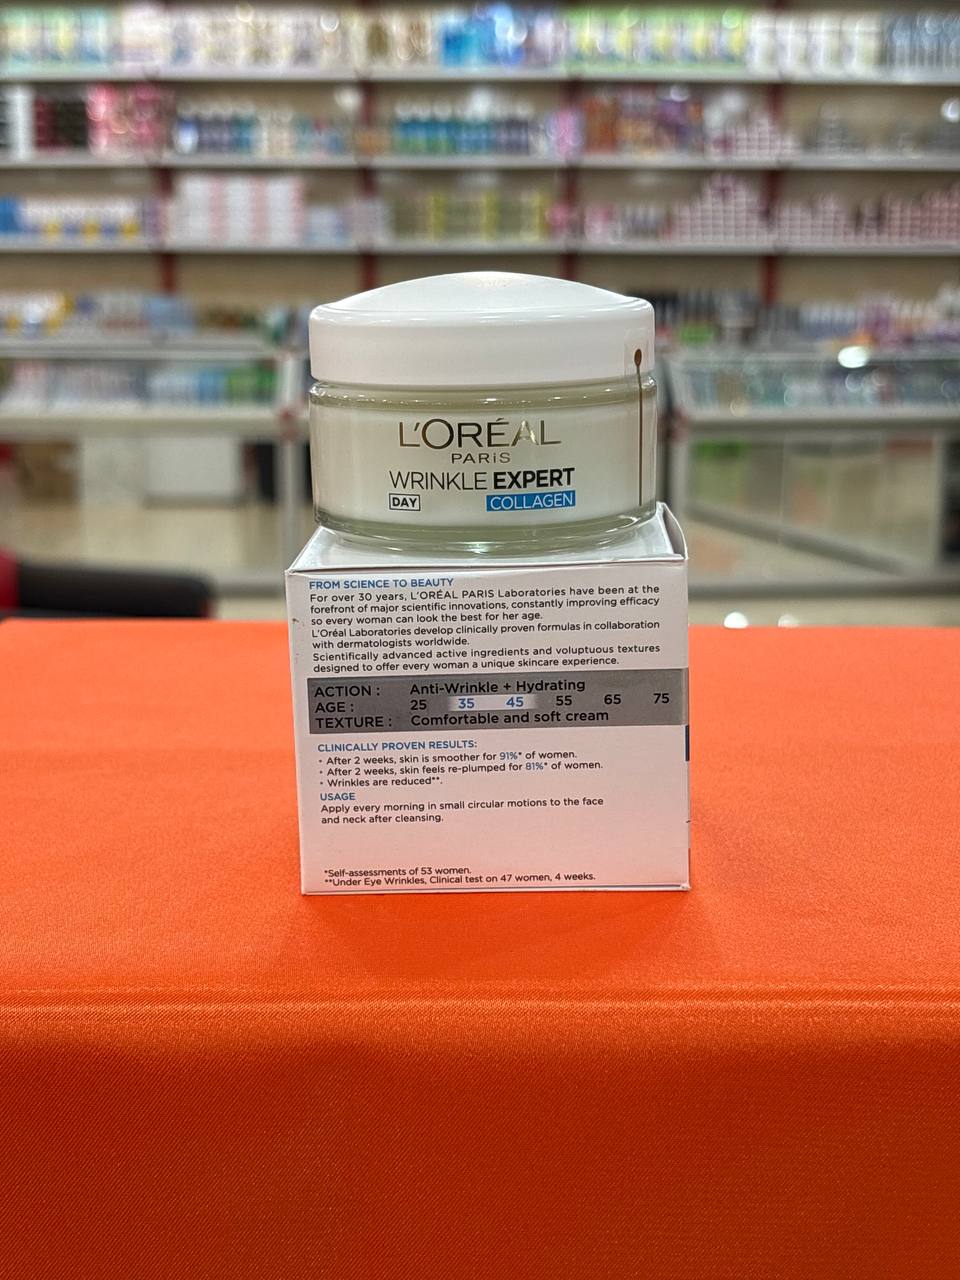 L'ORÉAL
PARIS
WRINKLE EXPERT
DAY COLLAGEN
FROM SCIENCE TO BEAUTY
For over 30 years, L'ORÉAL PARIS Laboratories have been at the
forefront of major scientific innovations, constantly improving efficacy
so every woman can look the best for her age.
L'Oréal Laboratories develop clinically proven formulas in collaboration
with dermatologists worldwide.
Scientifically advanced active ingredients and voluptuous textures
designed to offer every woman a unique skincare experience.
ACTION : Anti-Wrinkle + Hydrating
AGE : 25 35 45 55 65 75
TEXTURE : Comfortable and soft cream
CLINICALLY PROVEN RESULTS:
• After 2 weeks, skin is smoother for 91%* of women.
• After 2 weeks, skin feels re-plumped for 81%* of women.
• Wrinkles are reduced**.
USAGE
Apply every morning in small circular motions to the face
and neck after cleansing.
*Self-assessments of 53 women.
**Under Eye Wrinkles, Clinical test on 47 women, 4 weeks.